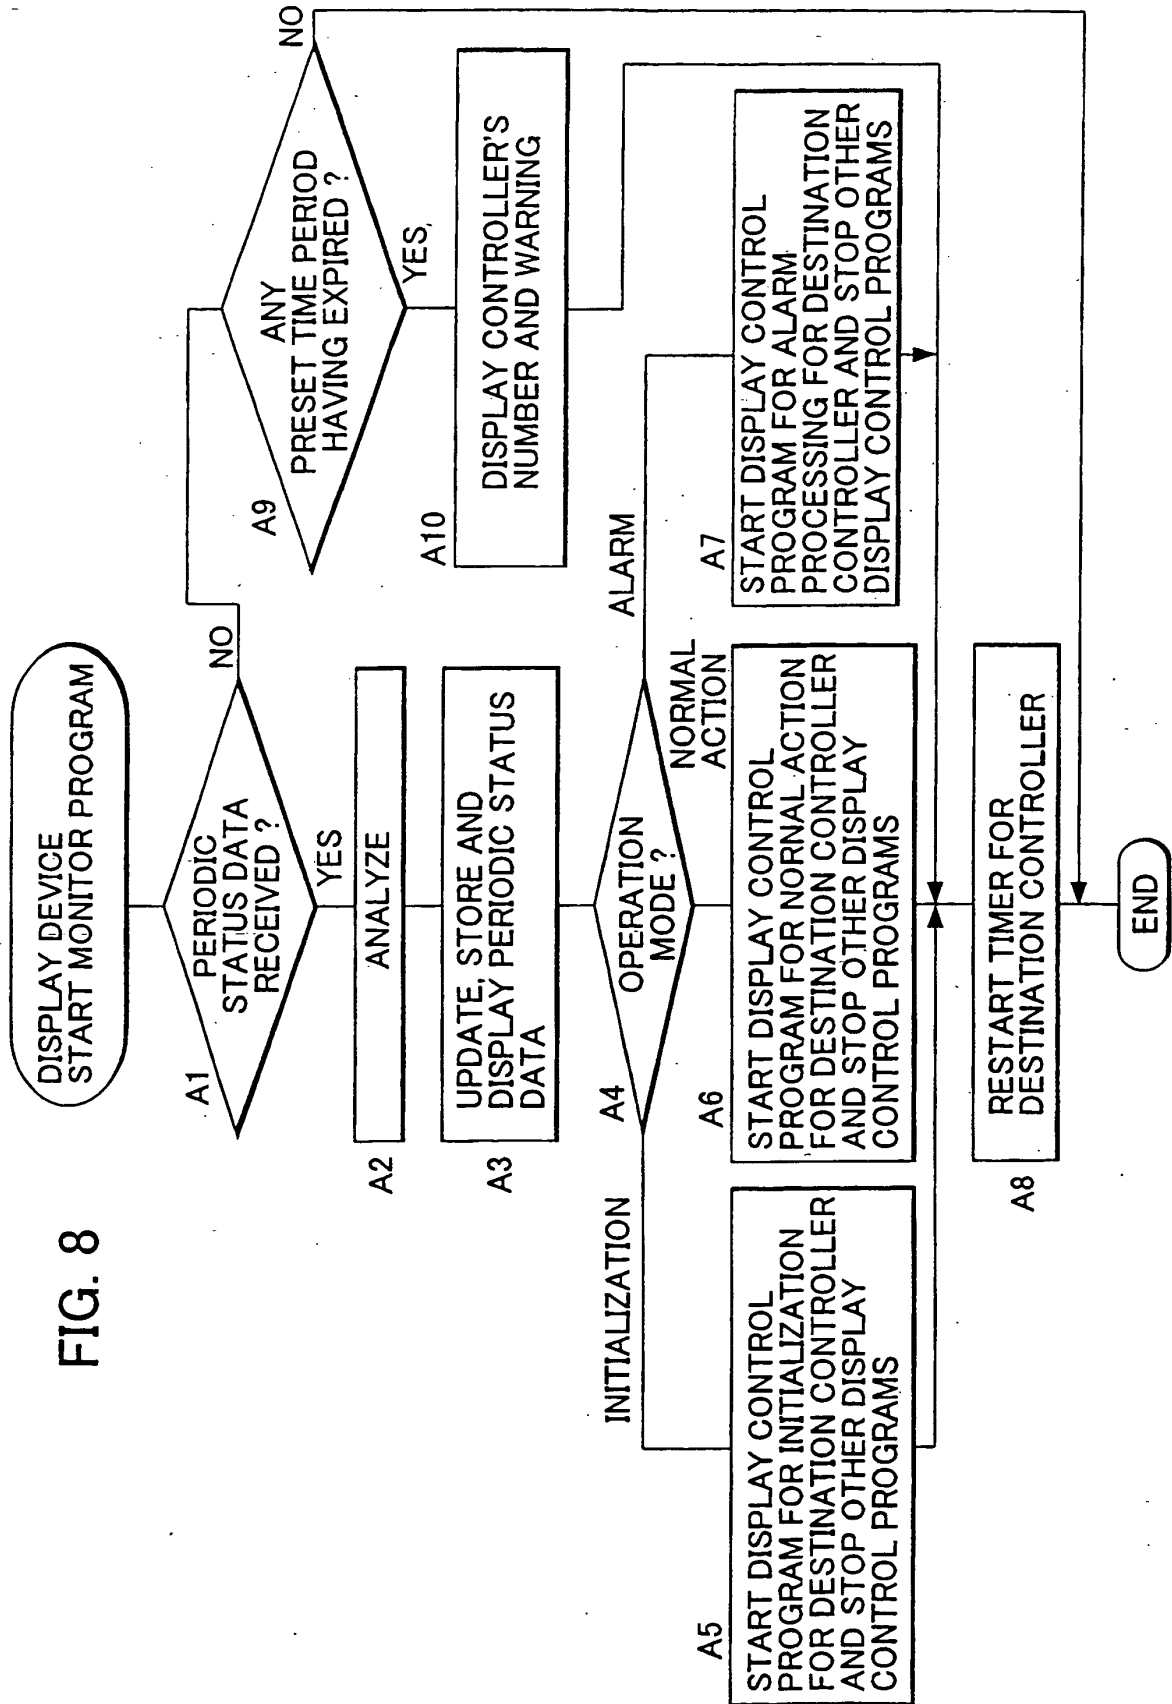 FIG. 8
DISPLAY DEVICE
START MONITOR PROGRAM
A1
PERIODIC
STATUS DATA
RECEIVED ?
NO
YES
A2
ANALYZE
A3
UPDATE, STORE AND
DISPLAY PERIODIC STATUS
DATA
A4
OPERATION
MODE ?
INITIALIZATION
NORMAL
ACTION
ALARM
A5
START DISPLAY CONTROL
PROGRAM FOR INITIALIZATION
FOR DESTINATION CONTROLLER
AND STOP OTHER DISPLAY
CONTROL PROGRAMS
A6
START DISPLAY CONTROL
PROGRAM FOR NORNAL ACTION
FOR DESTINATION CONTROLLER
AND STOP OTHER DISPLAY
CONTROL PROGRAMS
A7
START DISPLAY CONTROL
PROGRAM FOR ALARM
PROCESSING FOR DESTINATION
CONTROLLER AND STOP OTHER
DISPLAY CONTROL PROGRAMS
A8
RESTART TIMER FOR
DESTINATION CONTROLLER
A9
ANY
PRESET TIME PERIOD
HAVING EXPIRED ?
NO
YES
A10
DISPLAY CONTROLLER'S
NUMBER AND WARNING
END